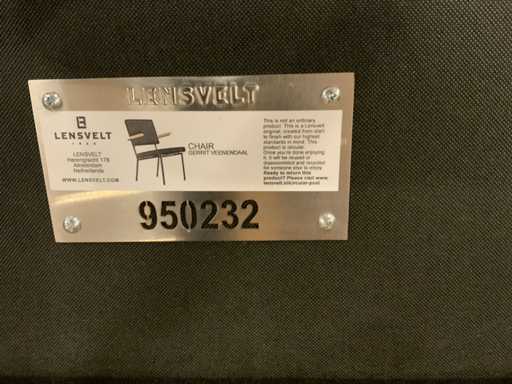 LENSVELT
LENSVELT
LENSVELT
Herengracht 178
Amsterdam
Netherlands
WWW.LENSVELT.COM
CHAIR
GERRIT VEENENDAAL
This is not an ordinary
product. This is a Lensvelt
original, created from start
to finish with our highest
standards in mind. This
product is circular.
Once you're done enjoying
it, it will be reused or
disassembled and recycled
for someone else to enjoy.
Ready to return this
product? Please visit www.
lensvelt.nl/circular-post
950232